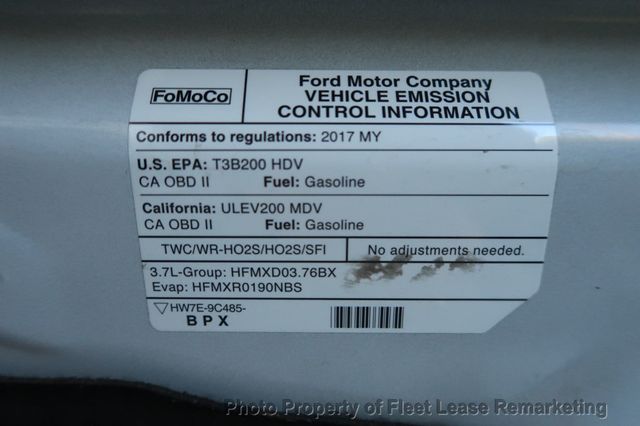 FoMoCo
Ford Motor Company
VEHICLE EMISSION
CONTROL INFORMATION
Conforms to regulations: 2017 MY
U.S. EPA: T3B200 HDV
CA OBD II Fuel: Gasoline
California: ULEV200 MDV
CA OBD II Fuel: Gasoline
TWC/WR-HO2S/HO2S/SFI No adjustments needed.
3.7L-Group: HFMXD03.76BX
Evap: HFMXR0190NBS
HW7E-9C485-
BPX
Photo Property of Fleet Lease Remarketing